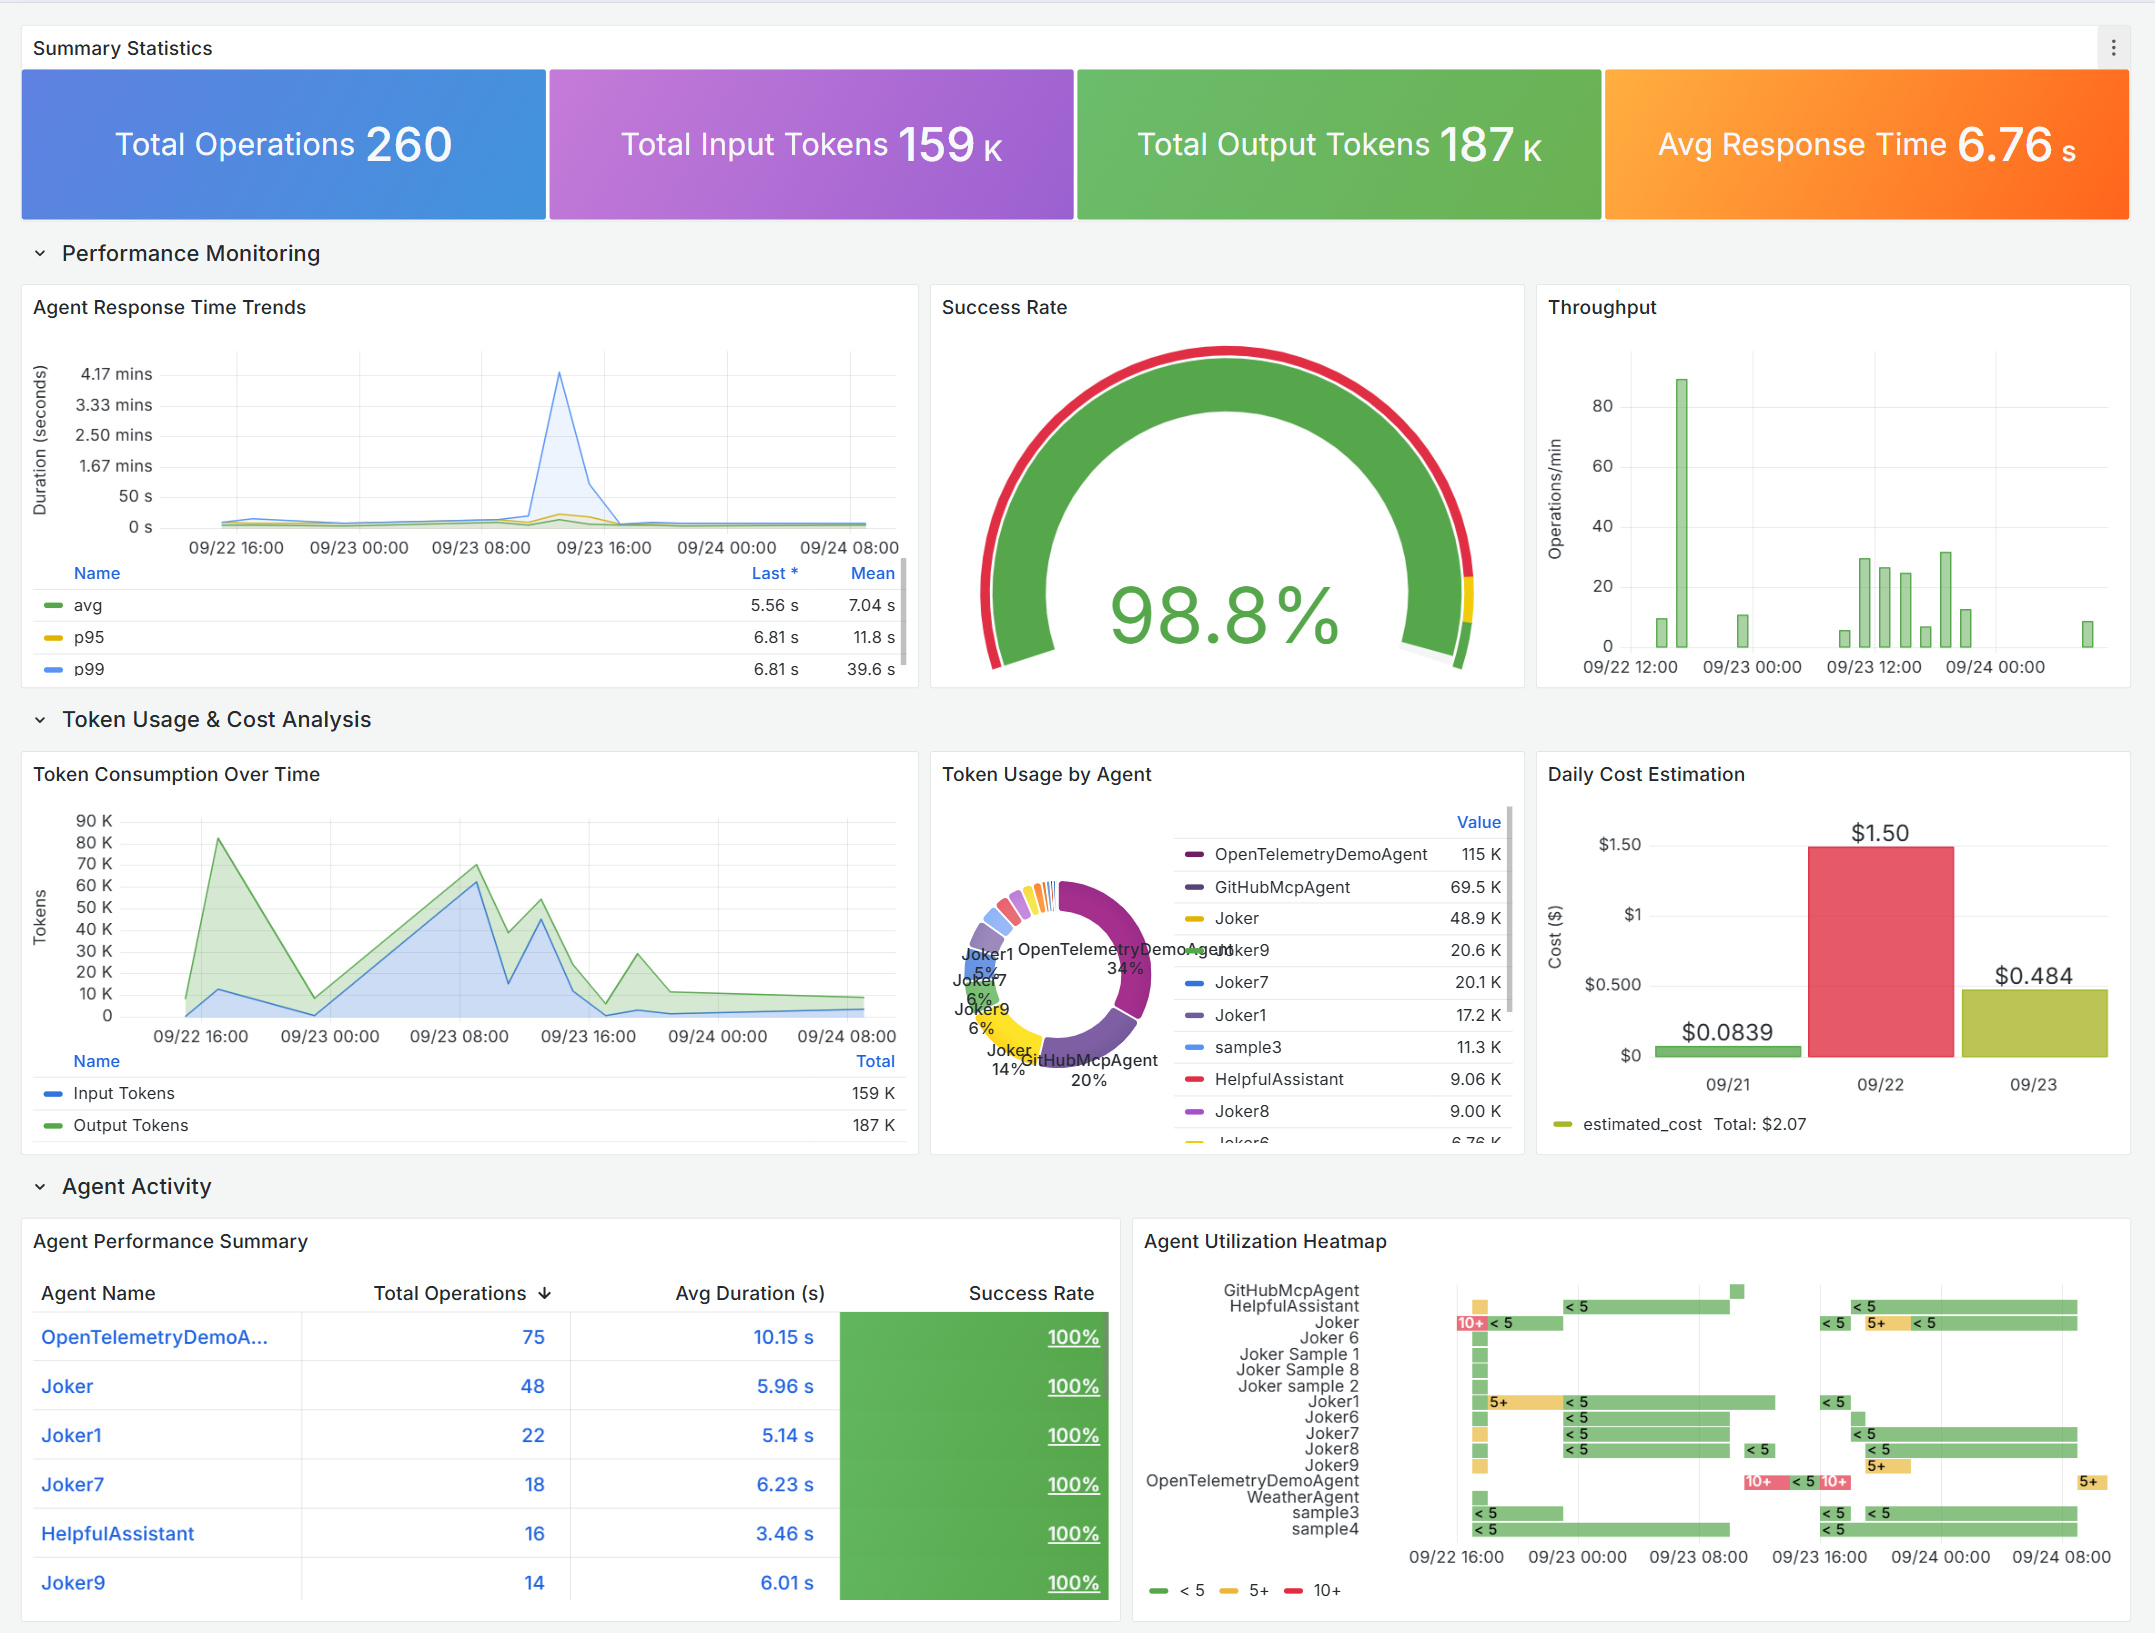 Summary Statistics
Total Operations 260
Total Input Tokens 159 K
Total Output Tokens 187 K
Avg Response Time 6.76 s
Performance Monitoring
Agent Response Time Trends
Duration (seconds)
4.17 mins
3.33 mins
2.50 mins
1.67 mins
50 s
0 s
09/22 16:00 09/23 00:00 09/23 08:00 09/23 16:00 09/24 00:00 09/24 08:00
Name Last * Mean
avg 5.56 s 7.04 s
p95 6.81 s 11.8 s
p99 6.81 s 39.6 s
Success Rate
98.8%
Throughput
Operations/min
80
60
40
20
0
09/22 12:00 09/23 00:00 09/23 12:00 09/24 00:00
Token Usage & Cost Analysis
Token Consumption Over Time
Tokens
90 K
80 K
70 K
60 K
50 K
40 K
30 K
20 K
10 K
0
09/22 16:00 09/23 00:00 09/23 08:00 09/23 16:00 09/24 00:00 09/24 08:00
Name Total
Input Tokens 159 K
Output Tokens 187 K
Token Usage by Agent
OpenTelemetryDemoAgent
34%
Joker1
5%
Joker7
6%
Joker9
6%
Joker
14%
GitHubMcpAgent
20%
Value
OpenTelemetryDemoAgent 115 K
GitHubMcpAgent 69.5 K
Joker 48.9 K
Joker9 20.6 K
Joker7 20.1 K
Joker1 17.2 K
sample3 11.3 K
HelpfulAssistant 9.06 K
Joker8 9.00 K
Joker6 6.76 K
Daily Cost Estimation
Cost ($)
$1.50
$1
$0.500
$0
$0.0839
$1.50
$0.484
09/21 09/22 09/23
estimated_cost Total: $2.07
Agent Activity
Agent Performance Summary
Agent Name Total Operations Avg Duration (s) Success Rate
OpenTelemetryDemoA... 75 10.15 s 100%
Joker 48 5.96 s 100%
Joker1 22 5.14 s 100%
Joker7 18 6.23 s 100%
HelpfulAssistant 16 3.46 s 100%
Joker9 14 6.01 s 100%
Agent Utilization Heatmap
GitHubMcpAgent
HelpfulAssistant < 5 < 5
Joker 10+ < 5 < 5 5+ < 5
Joker 6
Joker Sample 1
Joker Sample 8
Joker sample 2
Joker1 5+ < 5 < 5
Joker6 < 5
Joker7 < 5 < 5
Joker8 < 5 < 5 < 5
Joker9 5+
OpenTelemetryDemoAgent 10+ < 5 10+ 5+
WeatherAgent
sample3 < 5 < 5 < 5
sample4 < 5 < 5
09/22 16:00 09/23 00:00 09/23 08:00 09/23 16:00 09/24 00:00 09/24 08:00
< 5 5+ 10+